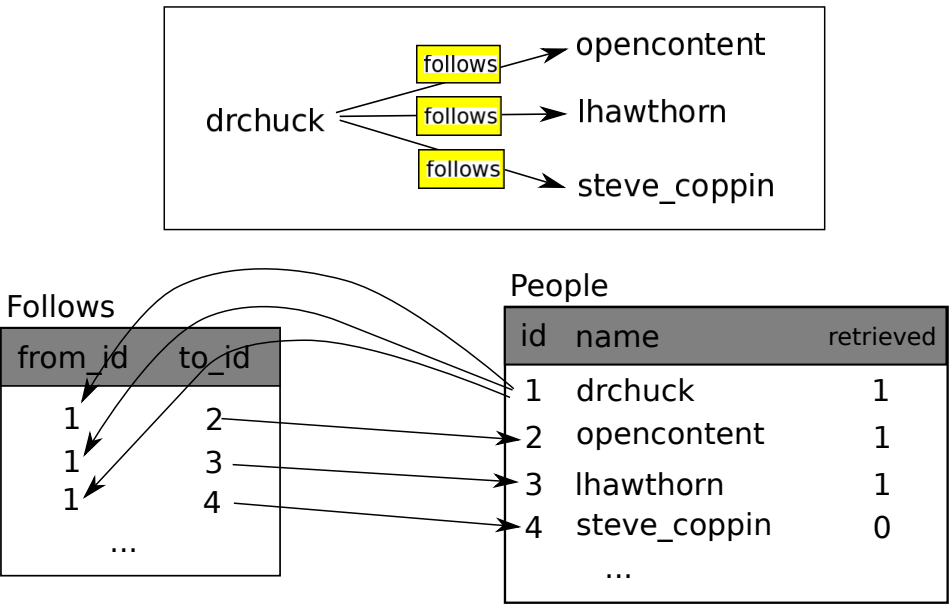 opencontent
follows
drchuck
follows
lhawthorn
follows
steve_coppin
Follows
from_id to_id
1 2
1 3
1 4
...
People
id name retrieved
1 drchuck 1
2 opencontent 1
3 lhawthorn 1
4 steve_coppin 0
...